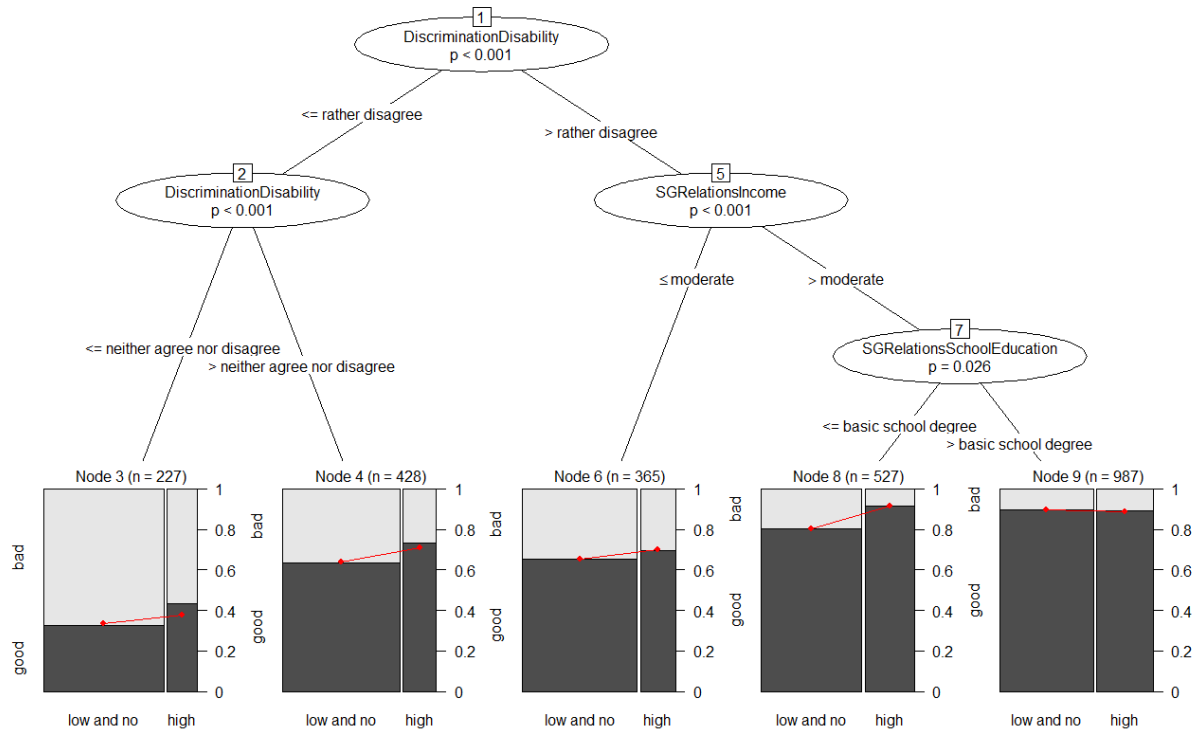 1
DiscriminationDisability
p < 0.001
<= rather disagree
> rather disagree
2
DiscriminationDisability
p < 0.001
5
SGRelationsIncome
p < 0.001
≤ moderate
> moderate
<= neither agree nor disagree
> neither agree nor disagree
7
SGRelationsSchoolEducation
p = 0.026
<= basic school degree
> basic school degree
Node 3 (n = 227)
bad
good
1
0.8
0.6
0.4
0.2
0
low and no
high
Node 4 (n = 428)
bad
good
1
0.8
0.6
0.4
0.2
0
low and no
high
Node 6 (n = 365)
bad
good
1
0.8
0.6
0.4
0.2
0
low and no
high
Node 8 (n = 527)
bad
good
1
0.8
0.6
0.4
0.2
0
low and no
high
Node 9 (n = 987)
bad
good
1
0.8
0.6
0.4
0.2
0
low and no
high